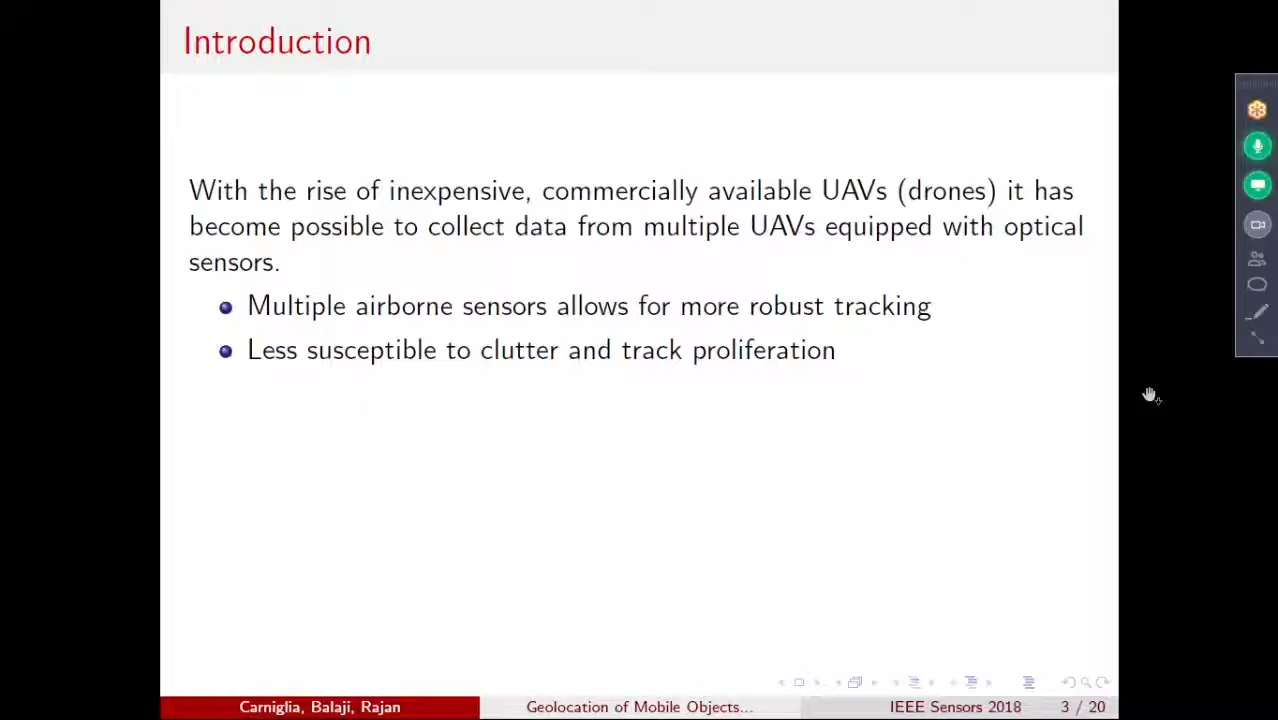 Introduction
With the rise of inexpensive, commercially available UAVs (drones) it has
become possible to collect data from multiple UAVs equipped with optical
sensors.
Multiple airborne sensors allows for more robust tracking
Less susceptible to clutter and track proliferation
Carniglia, Balaji, Rajan
Geolocation of Mobile Objects...
IEEE Sensors 2018
3 / 20